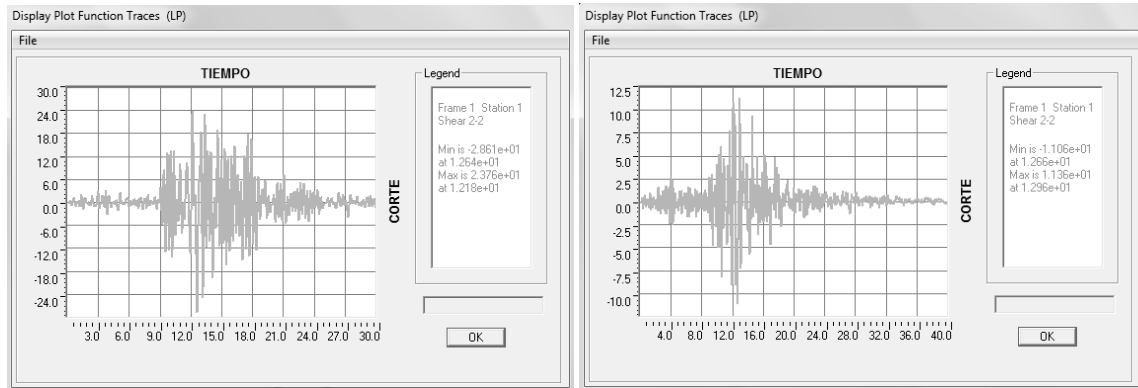 Display Plot Function Traces (LP)
File
TIEMPO
30.0
24.0
18.0
12.0
6.0
0.0
-6.0
-12.0
-18.0
-24.0
3.0 6.0 9.0 12.0 15.0 18.0 21.0 24.0 27.0 30.0
CORTE
Legend
Frame 1 Station 1
Shear 2-2
Min is -2.861e+01
at 1.264e+01
Max is 2.376e+01
at 1.218e+01
OK
Display Plot Function Traces (LP)
File
TIEMPO
12.5
10.0
7.5
5.0
2.5
0.0
-2.5
-5.0
-7.5
-10.0
4.0 8.0 12.0 16.0 20.0 24.0 28.0 32.0 36.0 40.0
CORTE
Legend
Frame 1 Station 1
Shear 2-2
Min is -1.106e+01
at 1.266e+01
Max is 1.136e+01
at 1.296e+01
OK